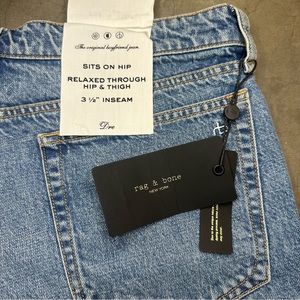 The original boyfriend jean.
SITS ON HIP
RELAXED THROUGH
HIP & THIGH
3 ½" INSEAM
Dre
rag & bone
NEW YORK